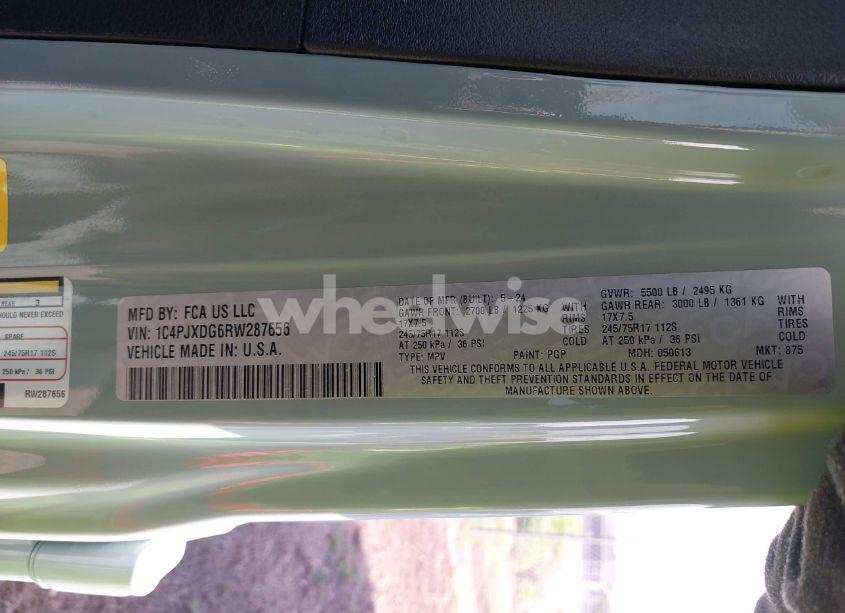 wheelwise
REAR 3
SHOULD NEVER EXCEED
SPARE
245/75R17 112S
250 kPa / 36 PSI
RW287656
MFD BY: FCA US LLC
VIN: 1C4PJXDG6RW287656
VEHICLE MADE IN: U.S.A.
DATE OF MFR (BUILT): 5-24
GAWR FRONT: 2700 LB / 1225 KG WITH
17X7.5 RIMS
245/75R17 112S TIRES
AT 250 kPa / 36 PSI COLD
GVWR: 5500 LB / 2495 KG
GAWR REAR: 3000 LB / 1361 KG WITH
17X7.5 RIMS
245/75R17 112S TIRES
AT 250 kPa / 36 PSI COLD
TYPE: MPV PAINT: PGP MDH: 050613 MKT: 875
THIS VEHICLE CONFORMS TO ALL APPLICABLE U.S.A. FEDERAL MOTOR VEHICLE
SAFETY AND THEFT PREVENTION STANDARDS IN EFFECT ON THE DATE OF
MANUFACTURE SHOWN ABOVE.